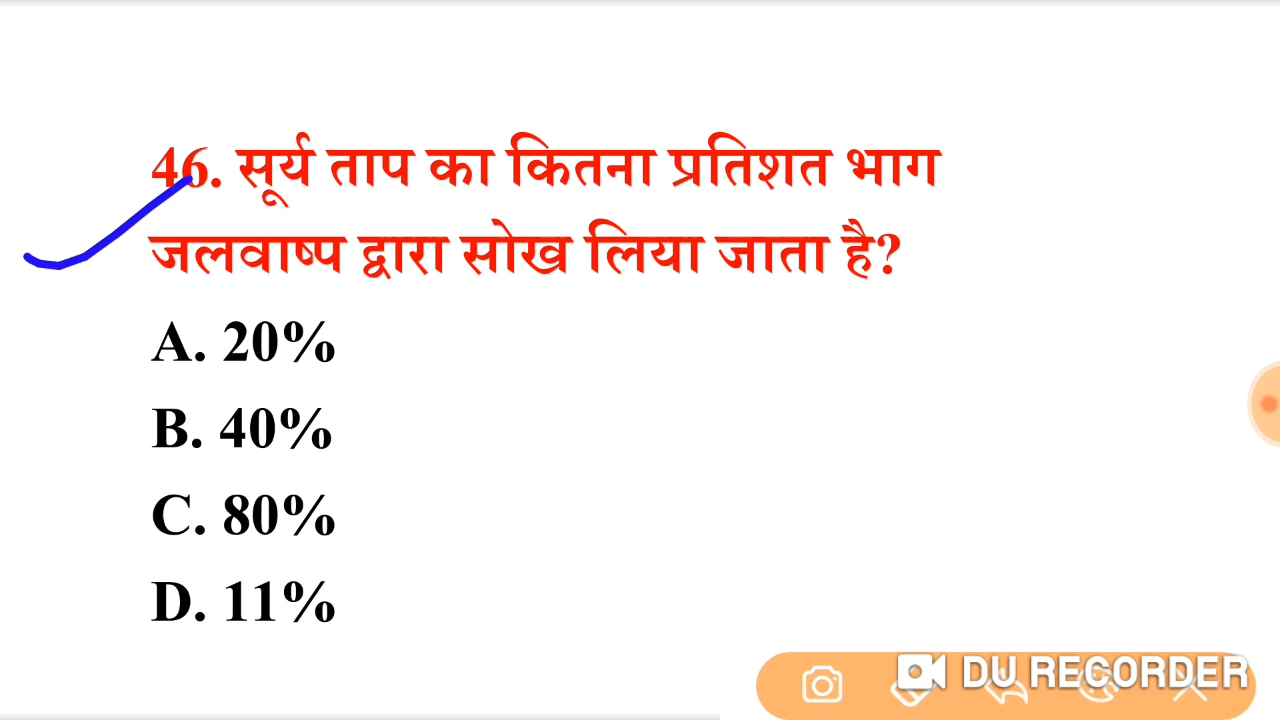 46. सूर्य ताप का कितना प्रतिशत भाग
जलवाष्प द्वारा सोख लिया जाता है?
A. 20%
B. 40%
C. 80%
D. 11%
DU RECORDER